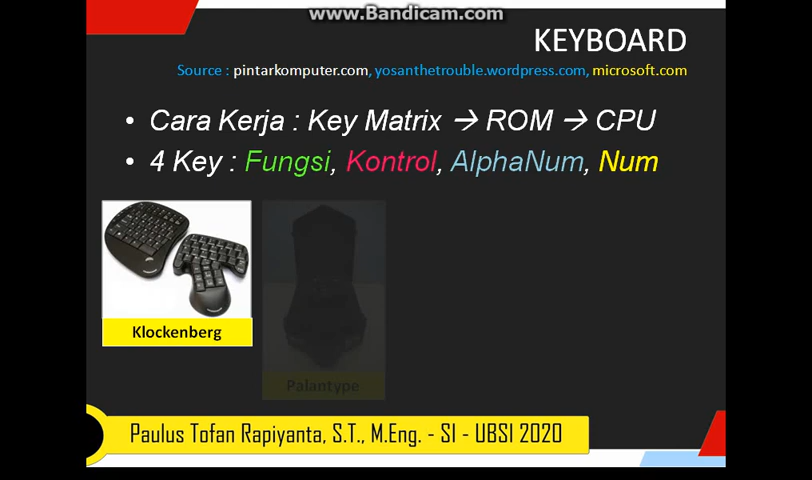 www.Bandicam.com
KEYBOARD
Source : pintarkomputer.com, yosanthetrouble.wordpress.com, microsoft.com
• Cara Kerja : Key Matrix → ROM → CPU
• 4 Key : Fungsi, Kontrol, AlphaNum, Num
Klockenberg
Palantype
Paulus Tofan Rapiyanta, S.T., M.Eng. - SI - UBSI 2020